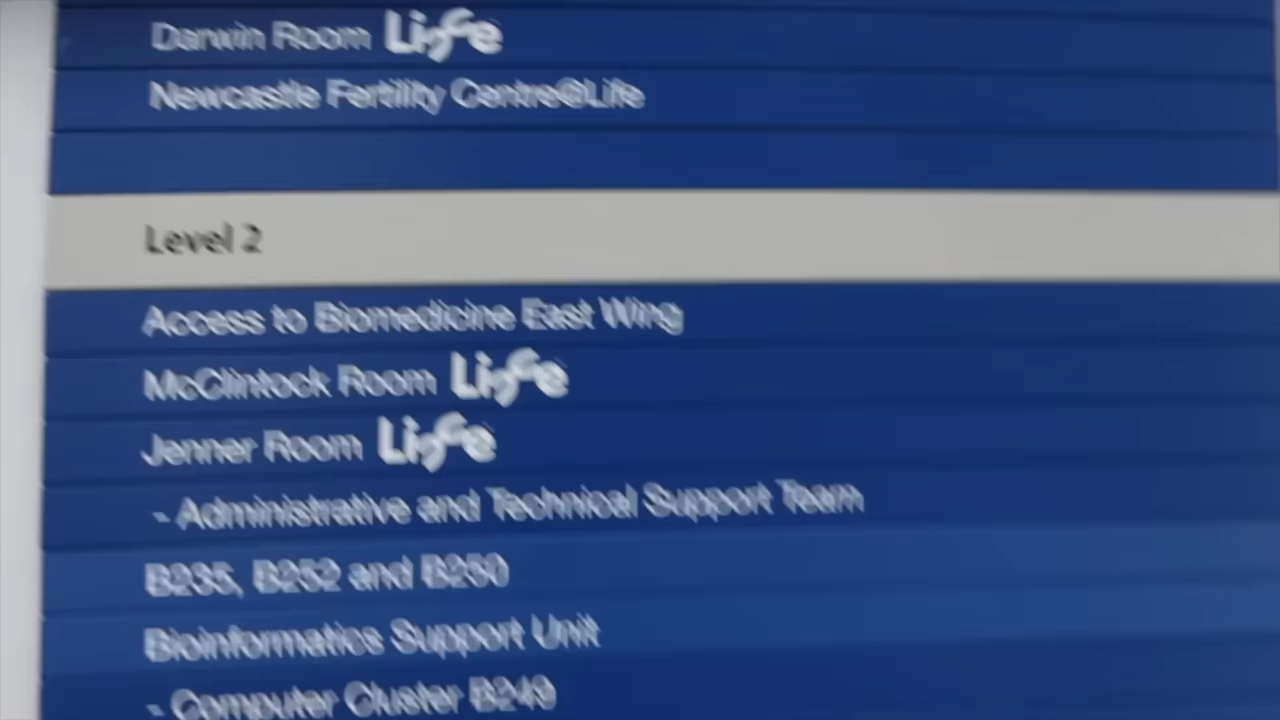 Darwin Room Life
Newcastle Fertility Centre@Life
Level 2
Access to Biomedicine East Wing
McClintock Room Life
Jenner Room Life
- Administrative and Technical Support Team
B235, B252 and B250
Bioinformatics Support Unit
- Computer Cluster B249